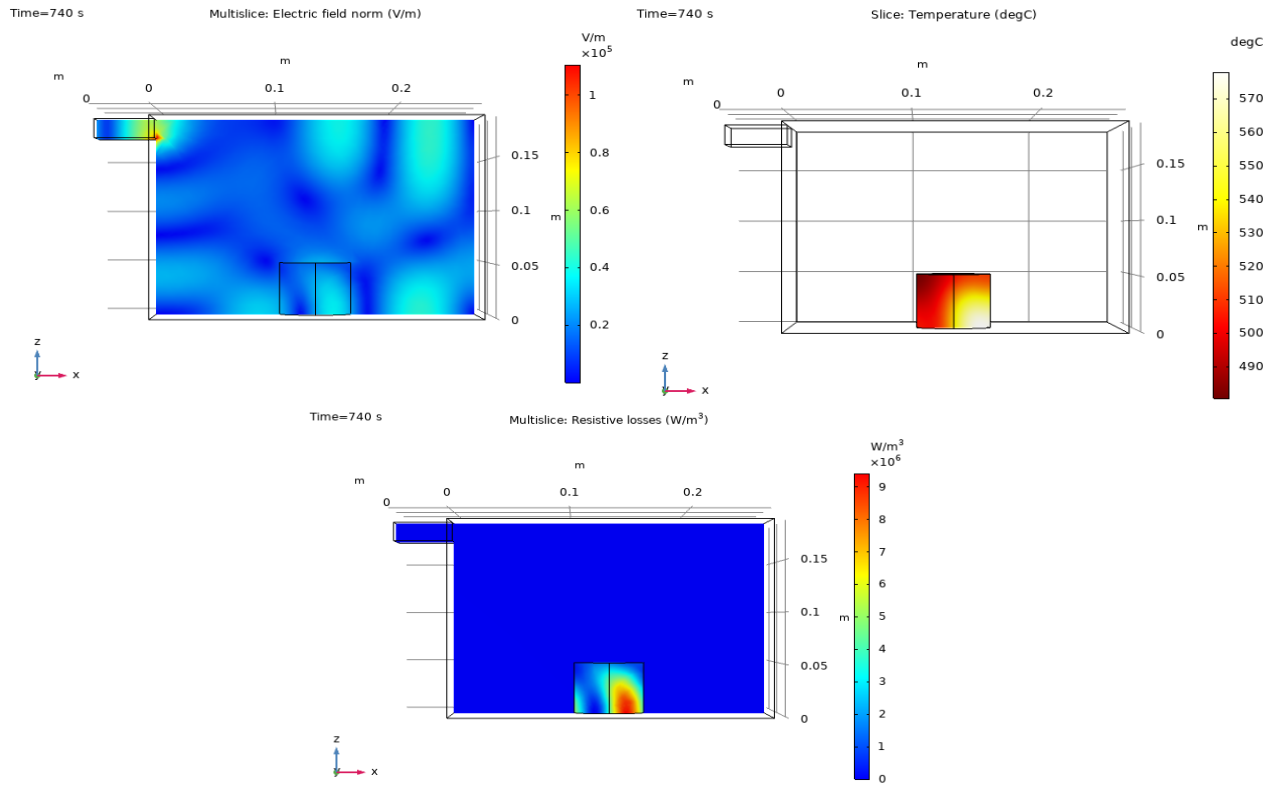 Time=740 s
Multislice: Electric field norm (V/m)
V/m
×10⁵
m
m
0
0.1
0.2
0
1
0.8
0.6
0.4
0.2
0.15
0.1
m
0.05
0
z
y
x
Time=740 s
Slice: Temperature (degC)
degC
m
m
0
0.1
0.2
0
570
560
550
540
530
520
510
500
490
0.15
0.1
m
0.05
0
z
y
x
Time=740 s
Multislice: Resistive losses (W/m³)
W/m³
×10⁶
m
m
0
0.1
0.2
0
9
8
7
6
5
4
3
2
1
0
0.15
0.1
m
0.05
0
z
y
x